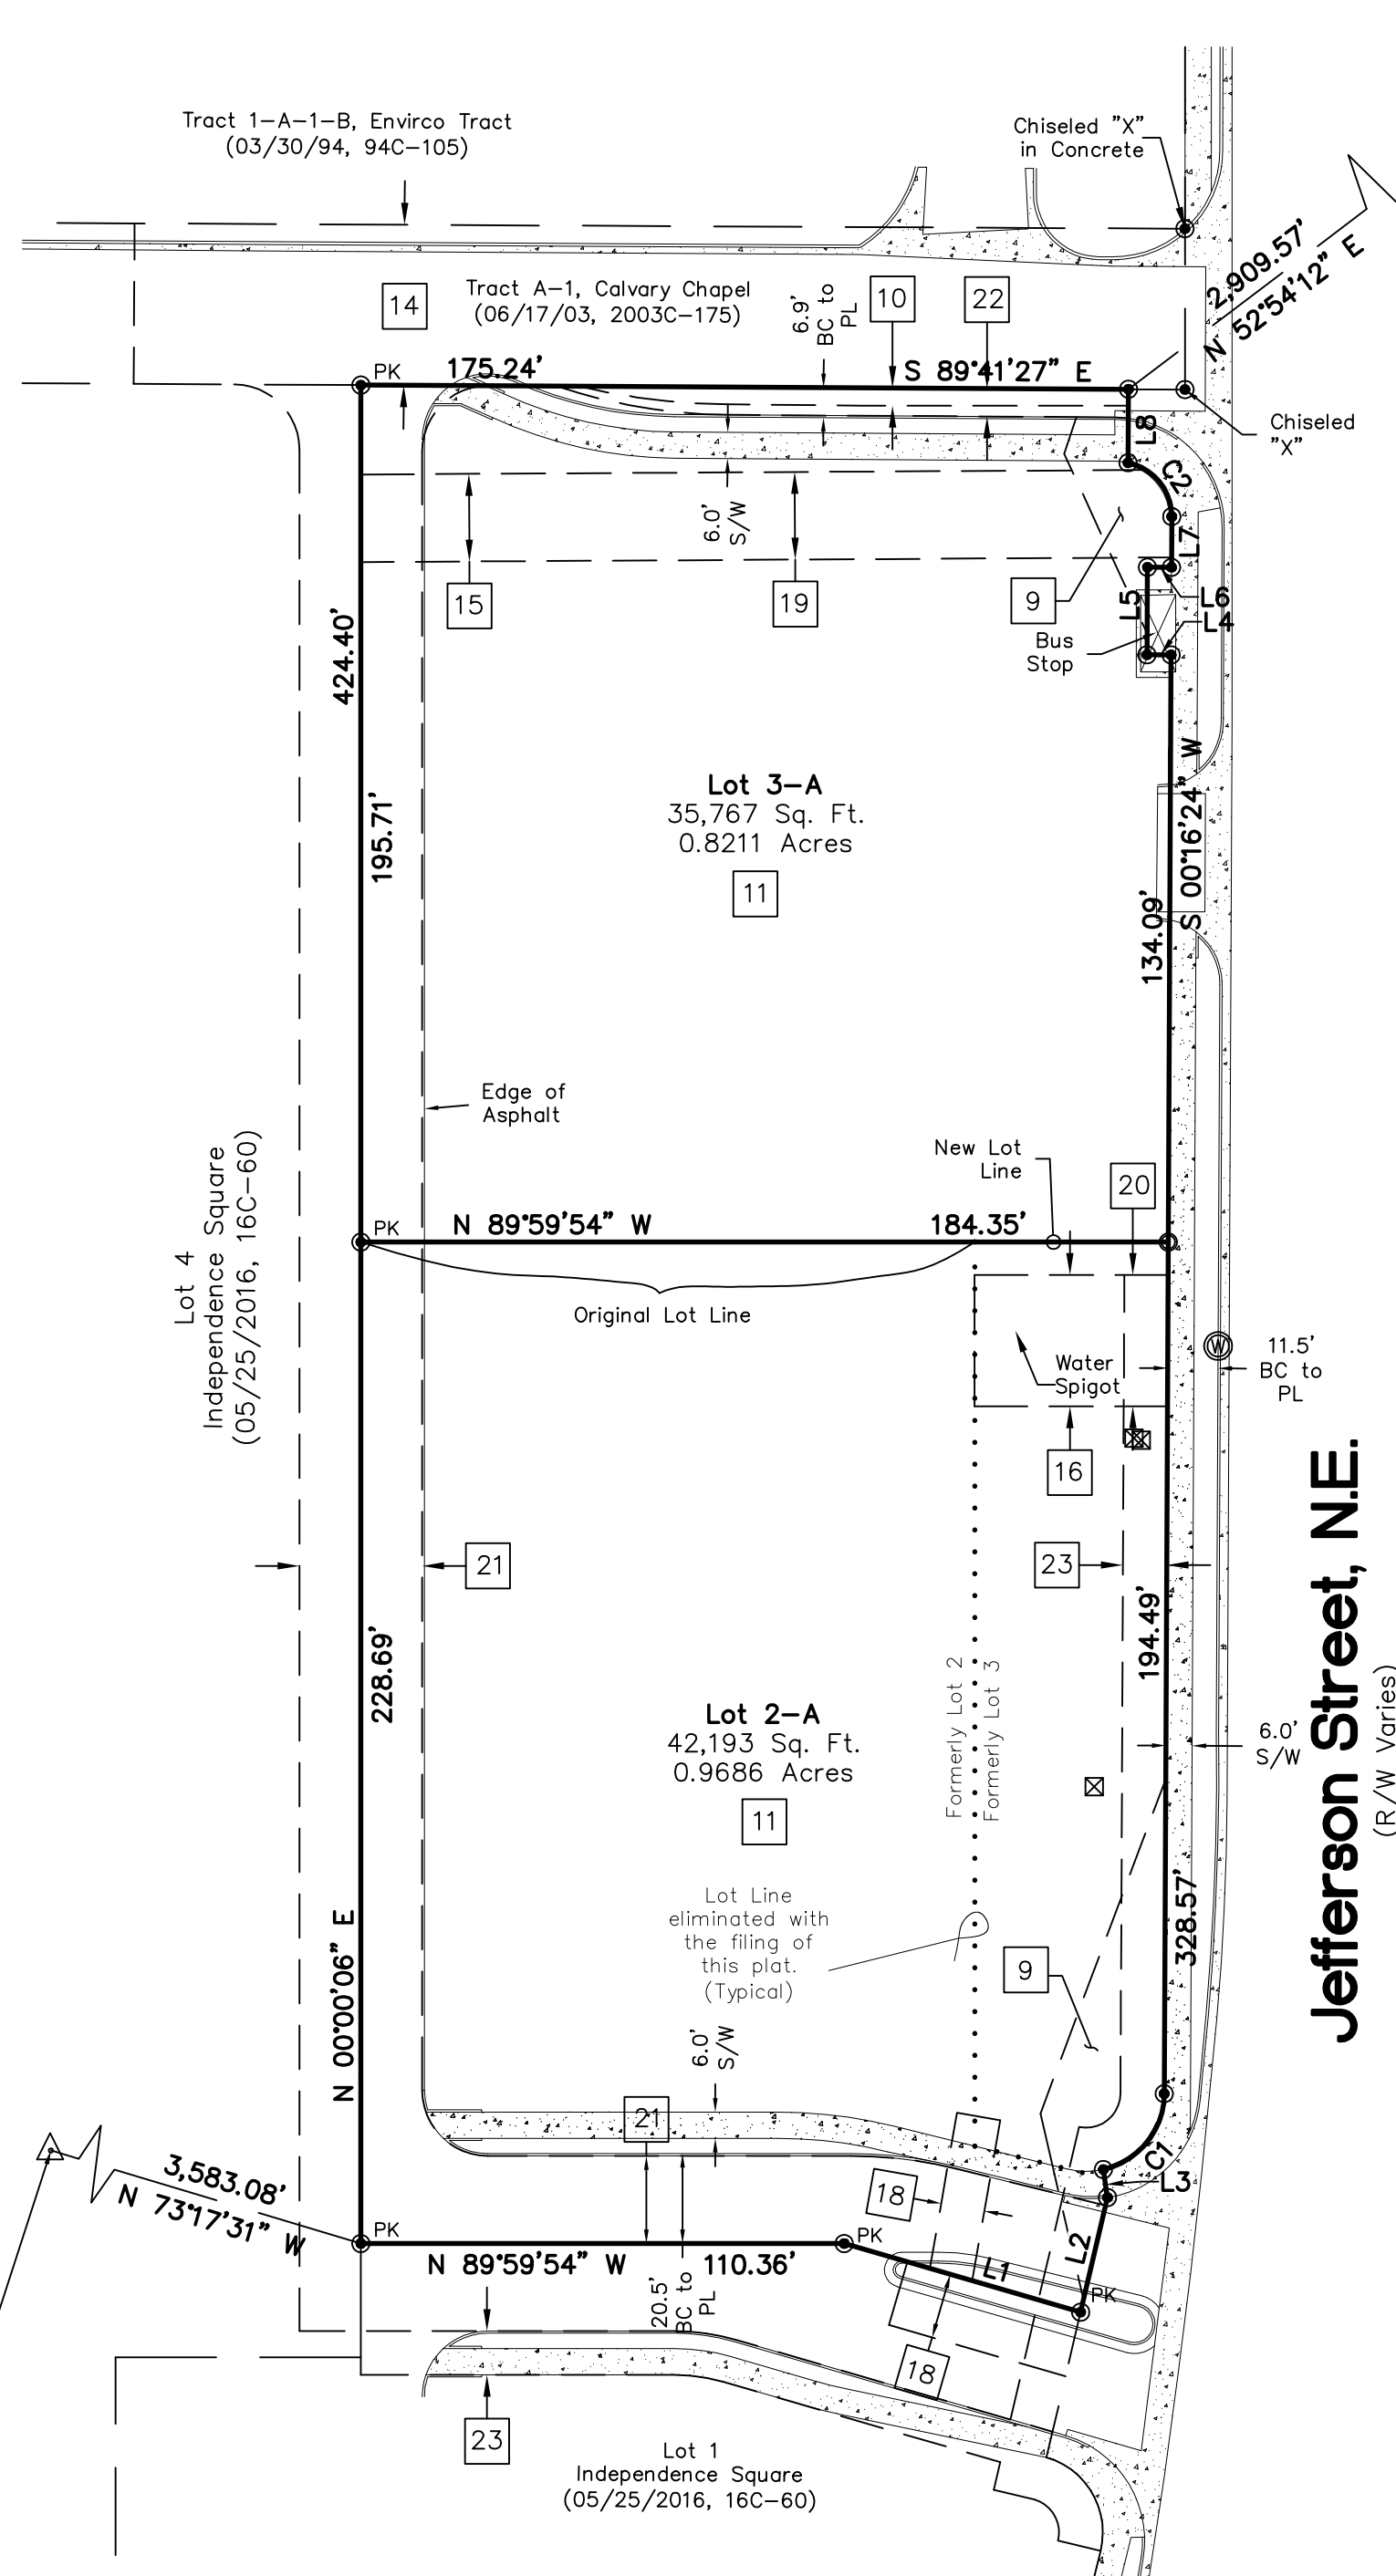 Tract 1-A-1-B, Envirco Tract
(03/30/94, 94C-105)
Chiseled "X"
in Concrete
2,909.57'
N 52°54'12" E
14
Tract A-1, Calvary Chapel
(06/17/03, 2003C-175)
6.9'
BC to
PL
10
22
PK
175.24'
S 89°41'27" E
Chiseled
"X"
L8
C2
6.0'
S/W
L7
15
19
9
L5
L6
L4
Bus
Stop
424.40'
195.71'
Lot 3-A
35,767 Sq. Ft.
0.8211 Acres
11
S 00°16'24" W
134.09'
Edge of
Asphalt
New Lot
Line
20
Lot 4
Independence Square
(05/25/2016, 16C-60)
PK
N 89°59'54" W
184.35'
Original Lot Line
Water
Spigot
W
11.5'
BC to
PL
16
21
23
194.49'
228.69'
Formerly Lot 2
Formerly Lot 3
Lot 2-A
42,193 Sq. Ft.
0.9686 Acres
11
6.0'
S/W
Jefferson Street, N.E.
(R/W Varies)
Lot Line
eliminated with
the filing of
this plat.
(Typical)
328.57'
9
N 00°00'06" E
6.0'
S/W
21
C1
L3
3,583.08'
N 73°17'31" W
18
PK
PK
N 89°59'54" W
110.36'
L2
L1
PK
20.5'
BC to
PL
18
23
Lot 1
Independence Square
(05/25/2016, 16C-60)